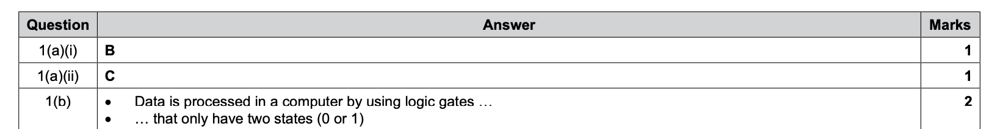 Question Answer Marks
1(a)(i) B 1
1(a)(ii) C 1
1(b) • Data is processed in a computer by using logic gates … 2
• … that only have two states (0 or 1)